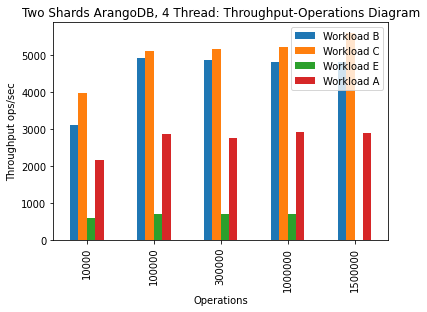 Two Shards ArangoDB, 4 Thread: Throughput-Operations Diagram
Workload B
Workload C
Workload E
Workload A
Throughput ops/sec
5000
4000
3000
2000
1000
0
10000
100000
300000
1000000
1500000
Operations